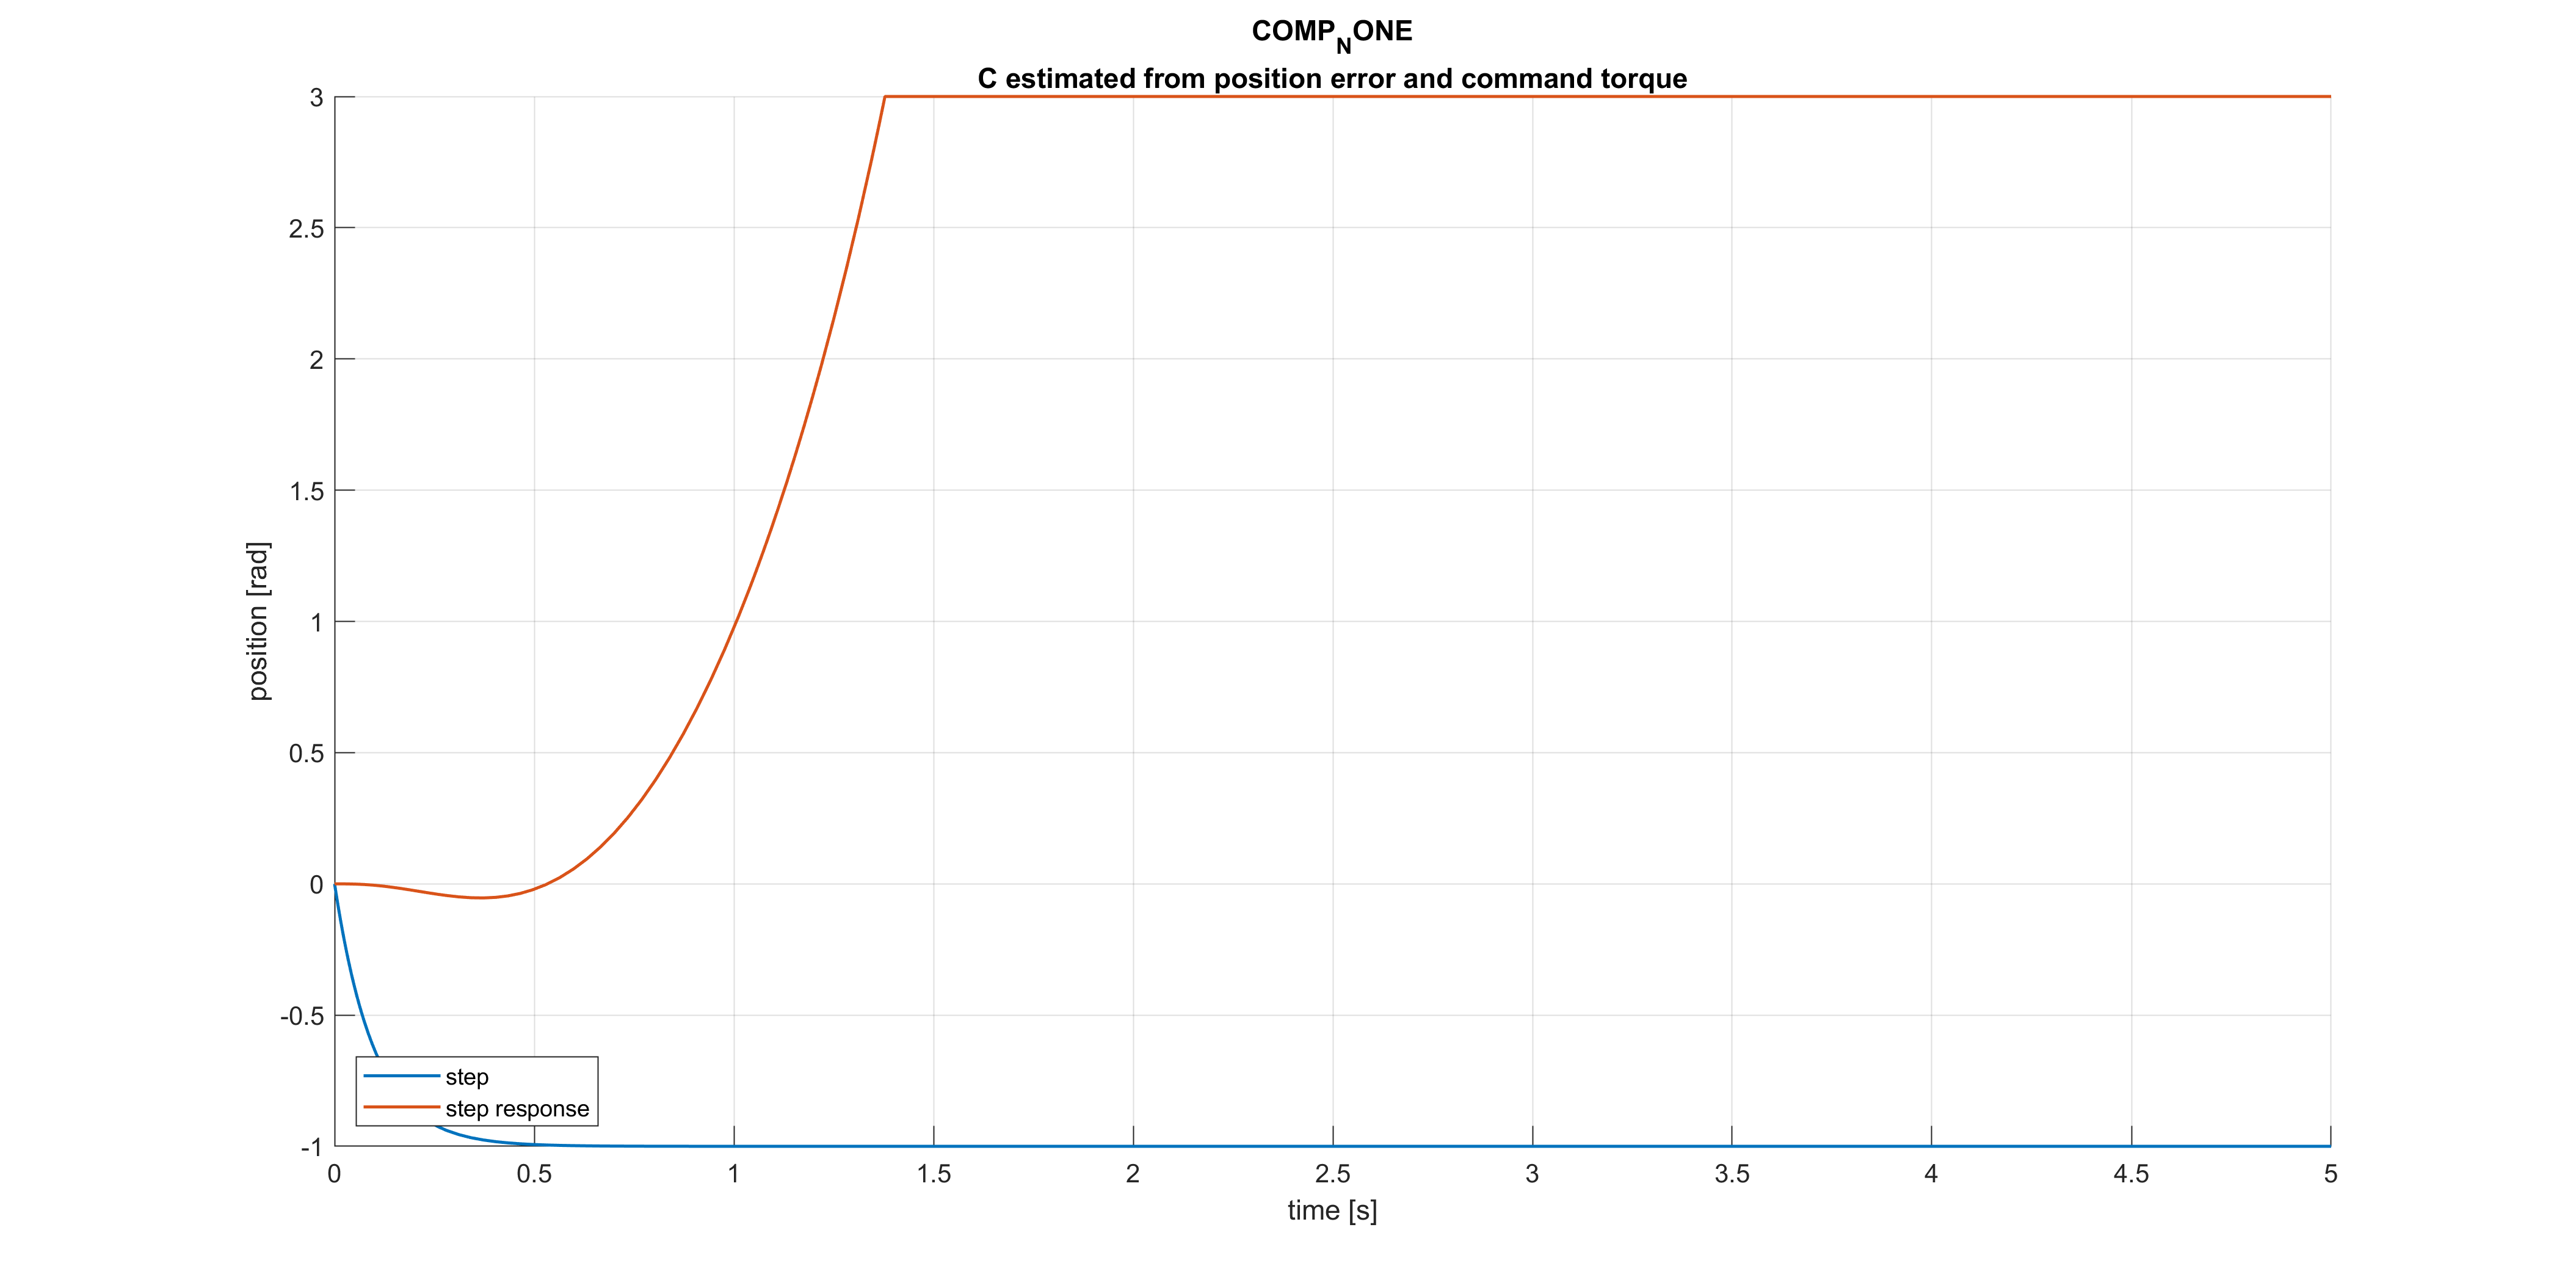 COMP_NONE
C estimated from position error and command torque
3
2.5
2
1.5
1
0.5
0
-0.5
-1
position [rad]
step
step response
0 0.5 1 1.5 2 2.5 3 3.5 4 4.5 5
time [s]